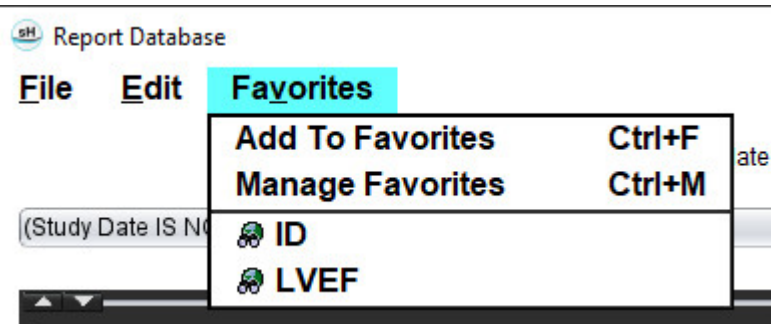 sH Report Database
File Edit Favorites
Add To Favorites Ctrl+F
ate
Manage Favorites Ctrl+M
(Study Date IS NO
ID
LVEF